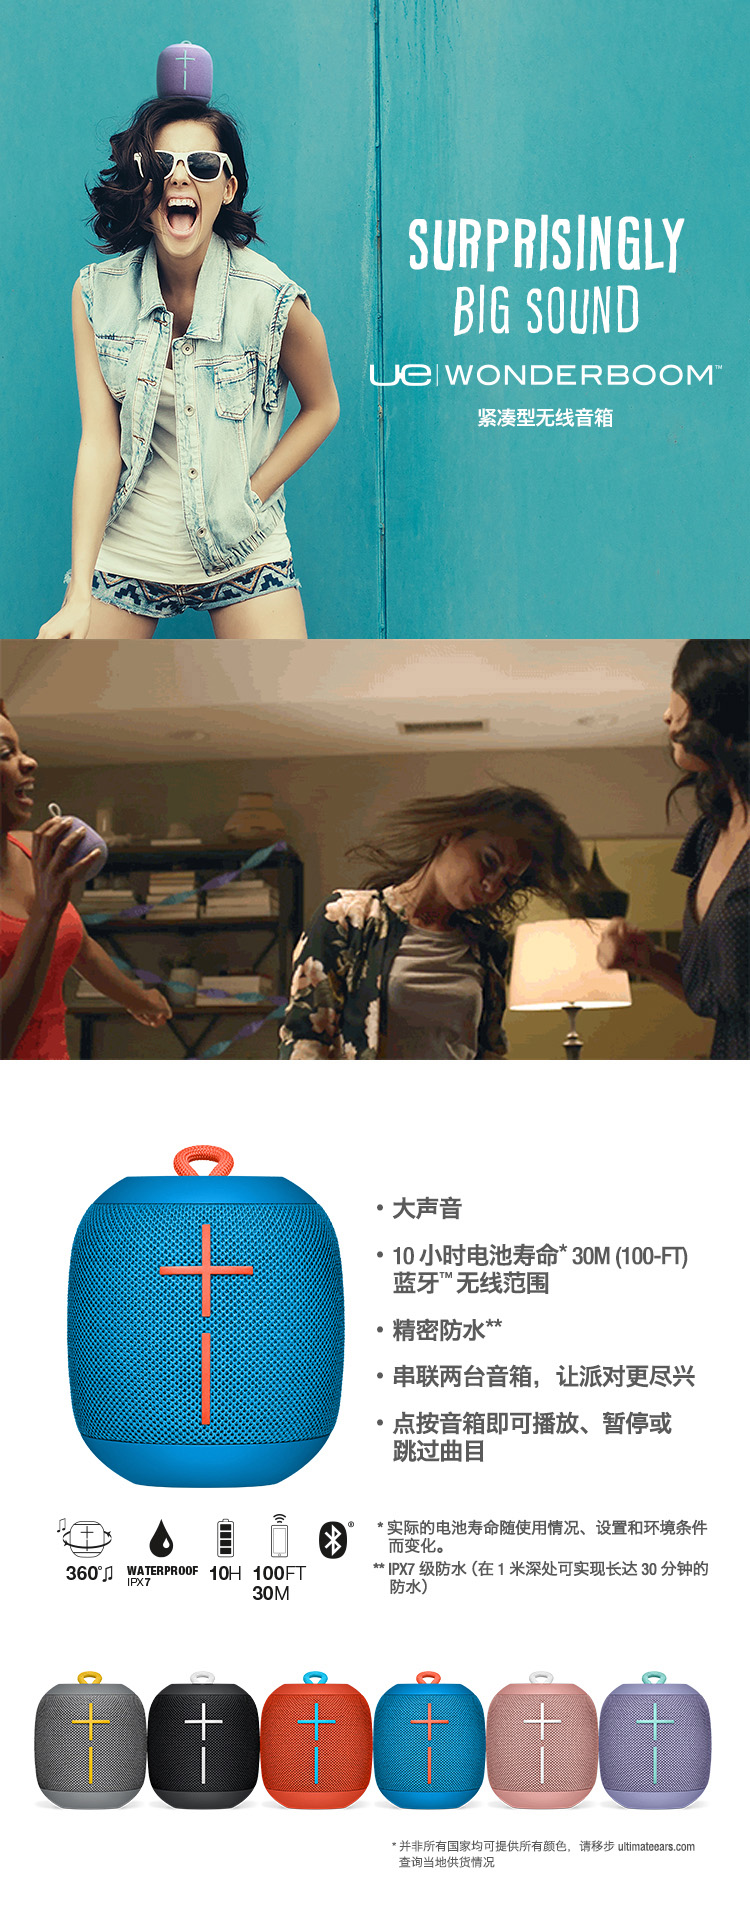 SURPRISINGLY
BIG SOUND
UE | WONDERBOOM™
紧凑型无线音箱
• 大声音
• 10 小时电池寿命* 30M (100-FT)
蓝牙™ 无线范围
• 精密防水**
• 串联两台音箱，让派对更尽兴
• 点按音箱即可播放、暂停或
跳过曲目
360°♫
WATERPROOF
IPX7
10H
100FT
30M
®
* 实际的电池寿命随使用情况、设置和环境条件
而变化。
** IPX7 级防水（在 1 米深处可实现长达 30 分钟的
防水）
* 并非所有国家均可提供所有颜色，请移步 ultimateears.com
查询当地供货情况